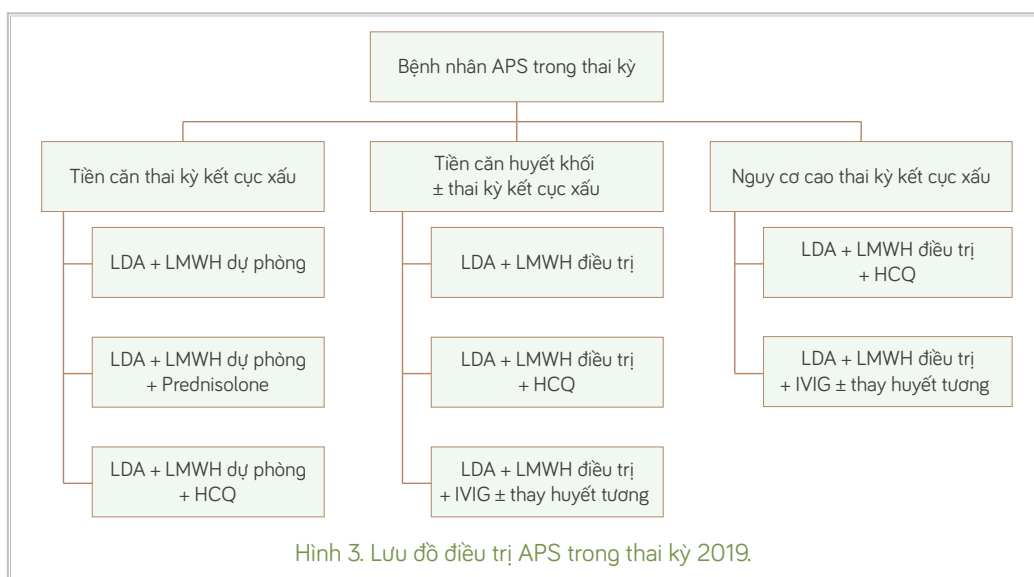 Bệnh nhân APS trong thai kỳ
Tiền căn thai kỳ kết cục xấu
LDA + LMWH dự phòng
LDA + LMWH dự phòng
+ Prednisolone
LDA + LMWH dự phòng
+ HCQ
Tiền căn huyết khối
± thai kỳ kết cục xấu
LDA + LMWH điều trị
LDA + LMWH điều trị
+ HCQ
LDA + LMWH điều trị
+ IVIG ± thay huyết tương
Nguy cơ cao thai kỳ kết cục xấu
LDA + LMWH điều trị
+ HCQ
LDA + LMWH điều trị
+ IVIG ± thay huyết tương
Hình 3. Lưu đồ điều trị APS trong thai kỳ 2019.